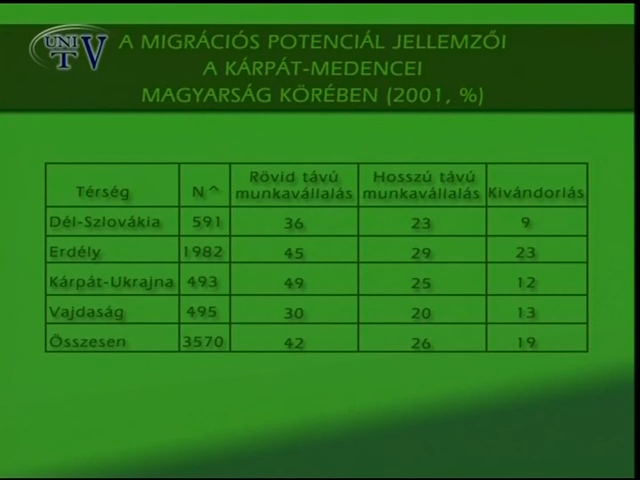 UNI
TV
A MIGRÁCIÓS POTENCIÁL JELLEMZŐI
A KÁRPÁT-MEDENCEI
MAGYARSÁG KÖRÉBEN (2001, %)
Térség N^ Rövid távú munkavállalás Hosszú távú munkavállalás Kivándorlás
Dél-Szlovákia 591 36 23 9
Erdély 1982 45 29 23
Kárpát-Ukrajna 493 49 25 12
Vajdaság 495 30 20 13
Összesen 3570 42 26 19